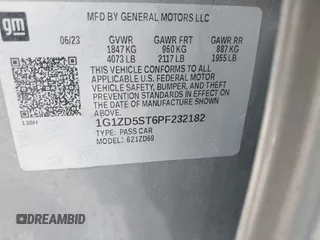 gm
MFD BY GENERAL MOTORS LLC
06/23 GVWR GAWR FRT GAWR RR
1847 KG 960 KG 887 KG
4073 LB 2117 LB 1955 LB
THIS VEHICLE CONFORMS TO ALL
APPLICABLE U.S. FEDERAL MOTOR
VEHICLE SAFETY, BUMPER, AND THEFT
PREVENTION STANDARDS IN EFFECT ON
THE DATE OF MANUFACTURE SHOWN ABOVE.
1G1ZD5ST6PF232182
TYPE: PASS CAR
MODEL: 621ZD69
DREAMBID